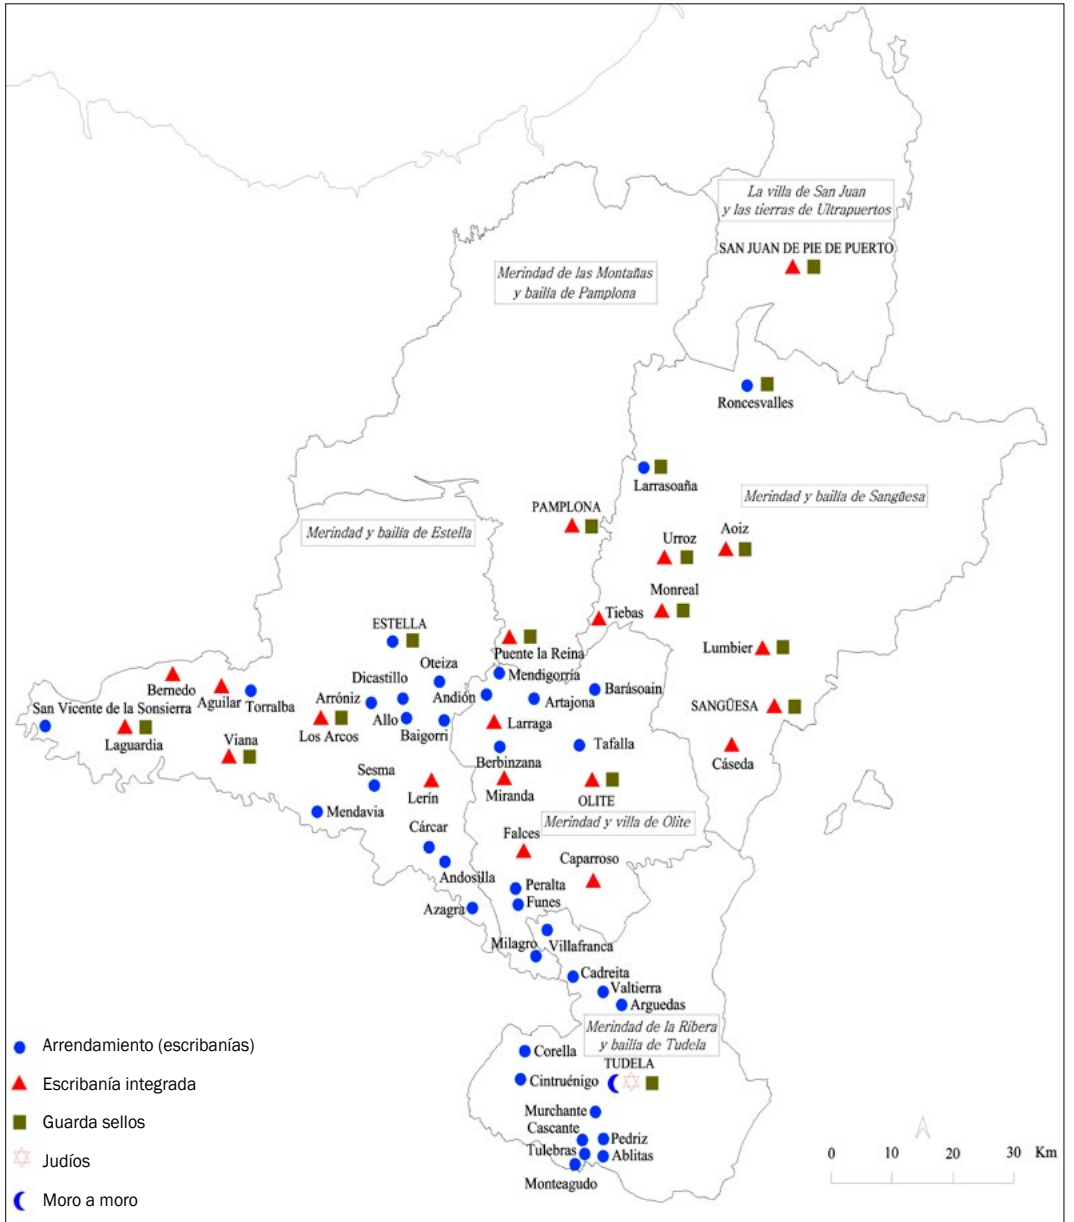 La villa de San Juan
y las tierras de Ultrapuertos
SAN JUAN DE PIE DE PUERTO
Merindad de las Montañas
y bailía de Pamplona
Roncesvalles
Larrasoaña
Merindad y bailía de Sangüesa
PAMPLONA
Merindad y bailía de Estella
Aoiz
Urroz
Monreal
Tiebas
ESTELLA
Puente la Reina
Lumbier
Oteiza
Mendigorría
Dicastillo
Bernedo
Aguilar
Torralba
Arróniz
Andión
Artajona
Barásoain
San Vicente de la Sonsierra
SANGÜESA
Allo
Larraga
Laguardia
Los Arcos
Baigorri
Viana
Tafalla
Cáseda
Berbinzana
Sesma
Lerín
Miranda
OLITE
Mendavia
Merindad y villa de Olite
Cárcar
Falces
Caparroso
Andosilla
Peralta
Funes
Azagra
Milagro
Villafranca
Cadreita
Valtierra
Arguedas
Merindad de la Ribera
y bailía de Tudela
Corella
TUDELA
Cintruénigo
Murchante
Cascante
Pedriz
Tulebras
Ablitas
Monteagudo
Arrendamiento (escribanías)
Escribanía integrada
Guarda sellos
Judíos
Moro a moro
0 10 20 30 Km